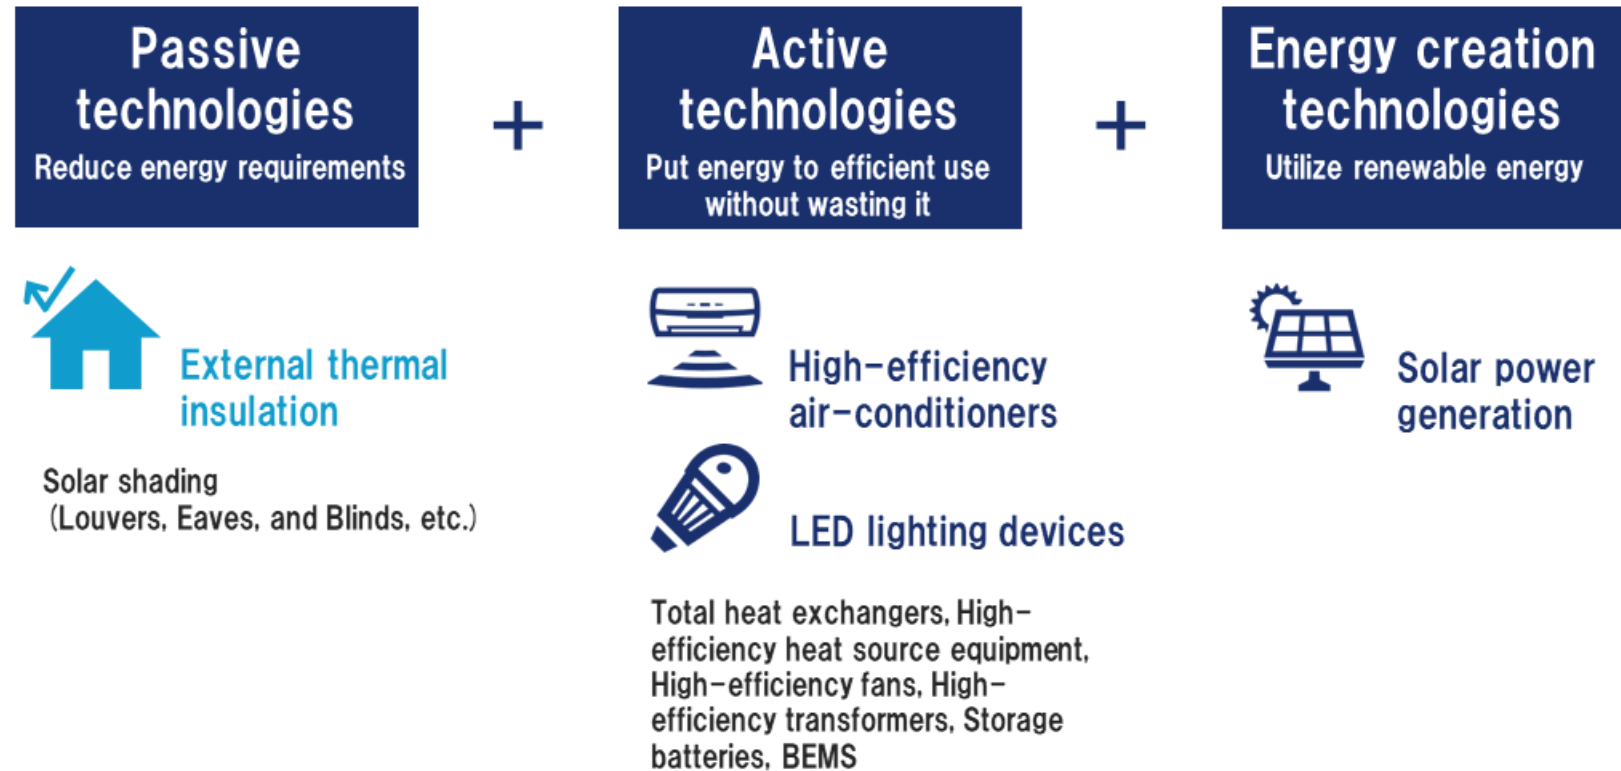 Passive
technologies
Reduce energy requirements
+
Active
technologies
Put energy to efficient use
without wasting it
+
Energy creation
technologies
Utilize renewable energy
External thermal
insulation
Solar shading
(Louvers, Eaves, and Blinds, etc.)
High-efficiency
air-conditioners
LED lighting devices
Total heat exchangers, High-
efficiency heat source equipment,
High-efficiency fans, High-
efficiency transformers, Storage
batteries, BEMS
Solar power
generation